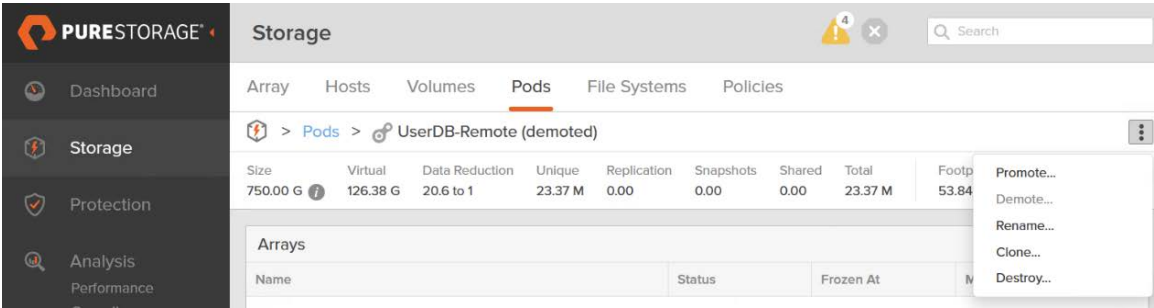 PURESTORAGE®
Storage
4
Search
Dashboard
Storage
Protection
Analysis
Performance
Array Hosts Volumes Pods File Systems Policies
> Pods > UserDB-Remote (demoted)
Size Virtual Data Reduction Unique Replication Snapshots Shared Total Footp
750.00 G 126.38 G 20.6 to 1 23.37 M 0.00 0.00 0.00 23.37 M 53.84
Promote...
Demote...
Rename...
Clone...
Destroy...
Arrays
Name Status Frozen At M